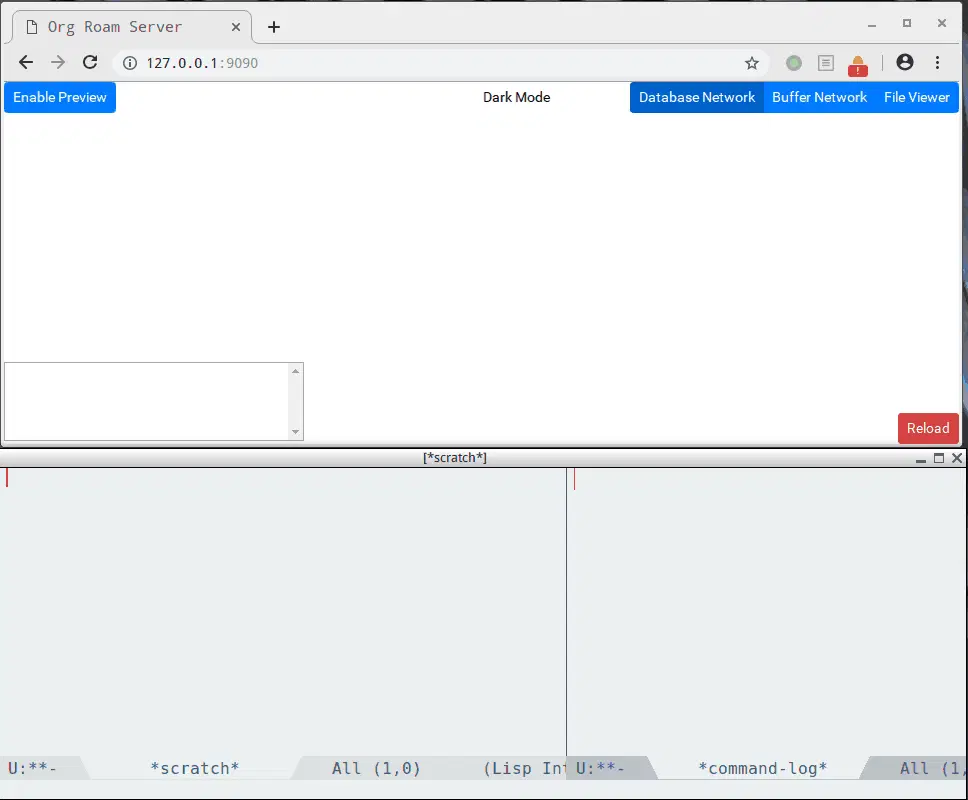 Org Roam Server
127.0.0.1:9090
Enable Preview
Dark Mode
Database Network
Buffer Network
File Viewer
Reload
[*scratch*]
U:**- *scratch* All (1,0) (Lisp Int
U:**- *command-log* All (1,